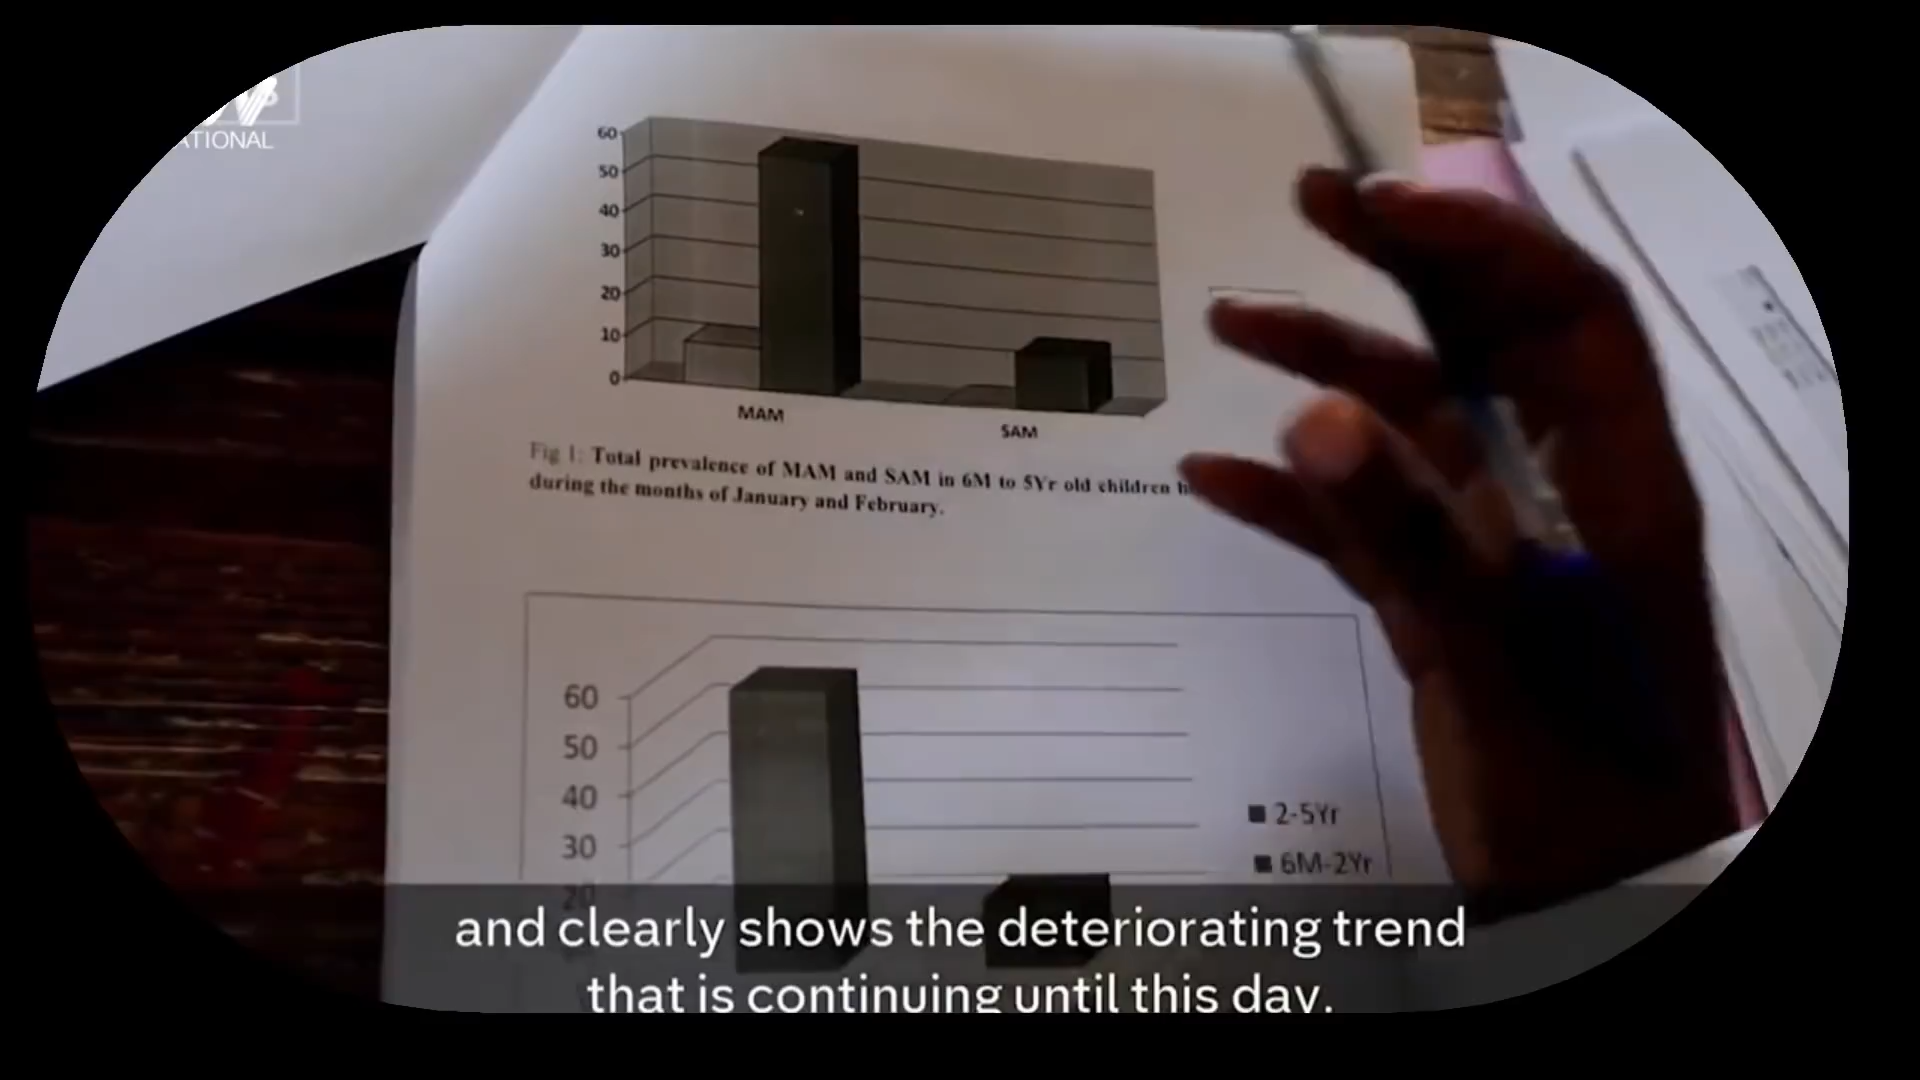 ATIONAL
60
50
40
30
20
10
0
MAM
SAM
Fig 1: Total prevalence of MAM and SAM in 6M to 5Yr old children
during the months of January and February.
60
50
40
30
20
2-5Yr
6M-2Yr
and clearly shows the deteriorating trend
that is continuing until this day.